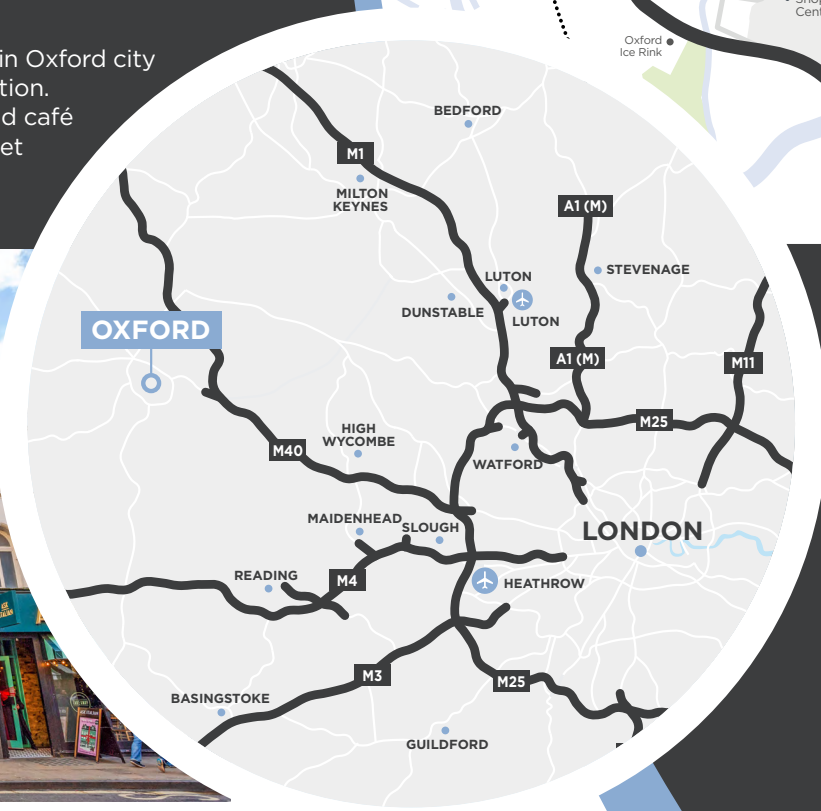 in Oxford city
tion.
d café
et
Cent
Oxford
Ice Rink
BEDFORD
M1
MILTON
KEYNES
A1 (M)
STEVENAGE
LUTON
DUNSTABLE
LUTON
OXFORD
A1 (M)
M11
M25
HIGH
WYCOMBE
M40
WATFORD
MAIDENHEAD
SLOUGH
LONDON
READING
M4
HEATHROW
M3
M25
BASINGSTOKE
GUILDFORD